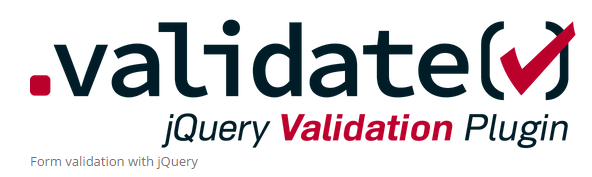 .validate(✓)
jQuery Validation Plugin
Form validation with jQuery